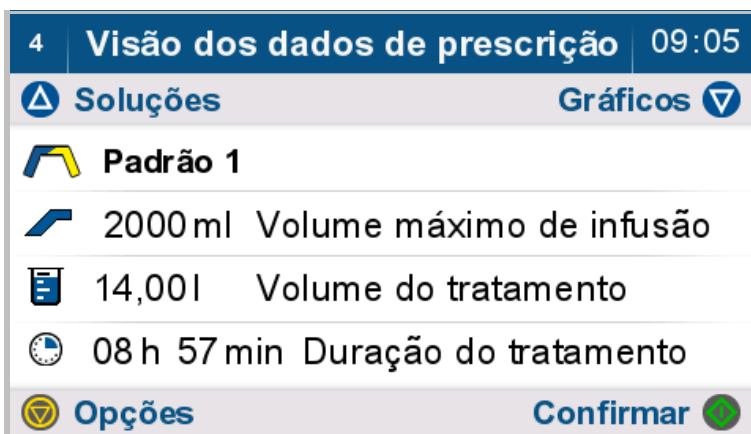 4 Visão dos dados de prescrição 09:05
Soluções Gráficos
Padrão 1
2000 ml Volume máximo de infusão
14,00 l Volume do tratamento
08 h 57 min Duração do tratamento
Opções Confirmar